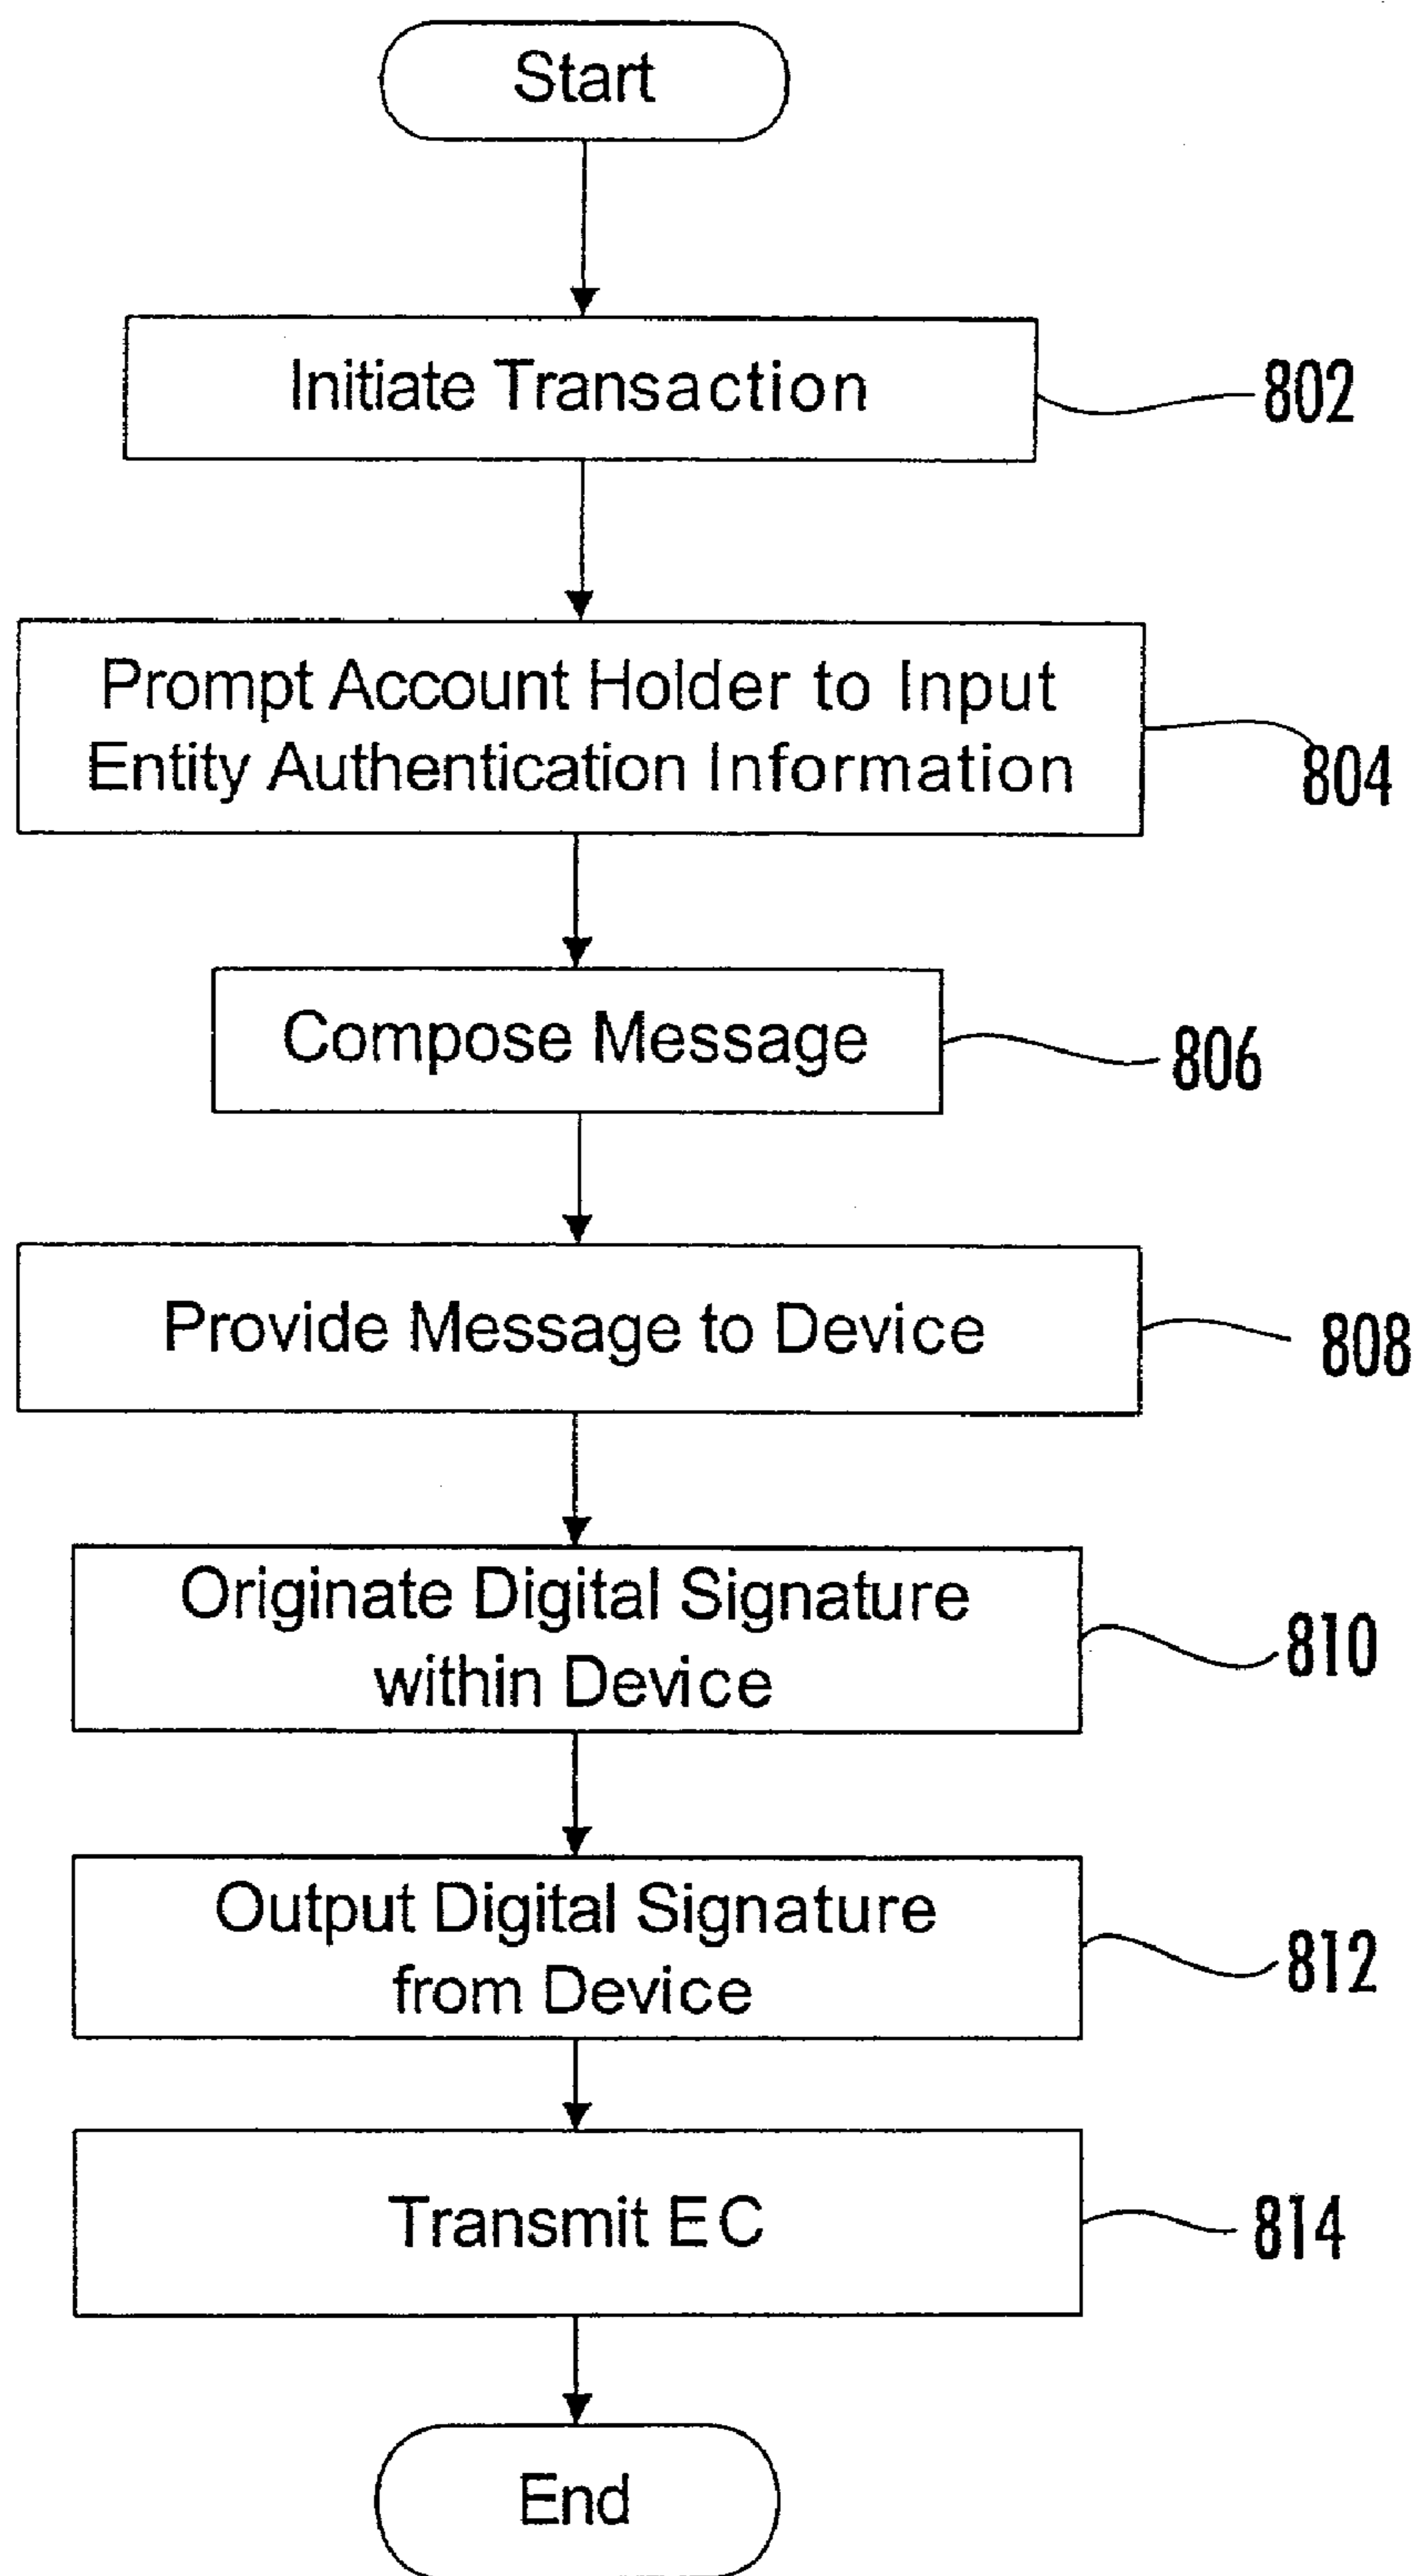 Start
Initiate Transaction
802
Prompt Account Holder to Input
Entity Authentication Information
804
Compose Message
806
Provide Message to Device
808
Originate Digital Signature
within Device
810
Output Digital Signature
from Device
812
Transmit EC
814
End